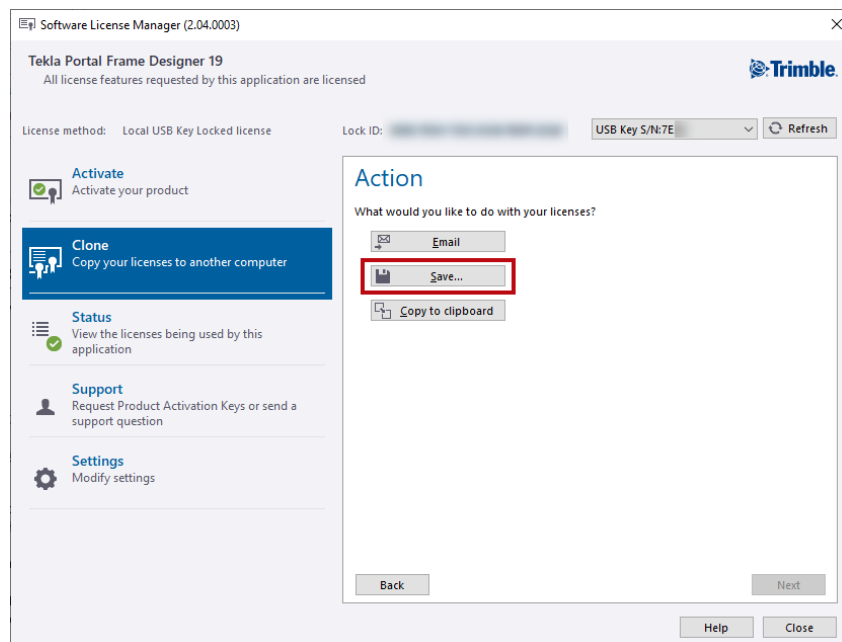 Software License Manager (2.04.0003)
Tekla Portal Frame Designer 19
All license features requested by this application are licensed
Trimble.
License method: Local USB Key Locked license
Lock ID:
USB Key S/N:7E
Refresh
Activate
Activate your product
Clone
Copy your licenses to another computer
Status
View the licenses being used by this
application
Support
Request Product Activation Keys or send a
support question
Settings
Modify settings
Action
What would you like to do with your licenses?
Email
Save...
Copy to clipboard
Back
Next
Help
Close